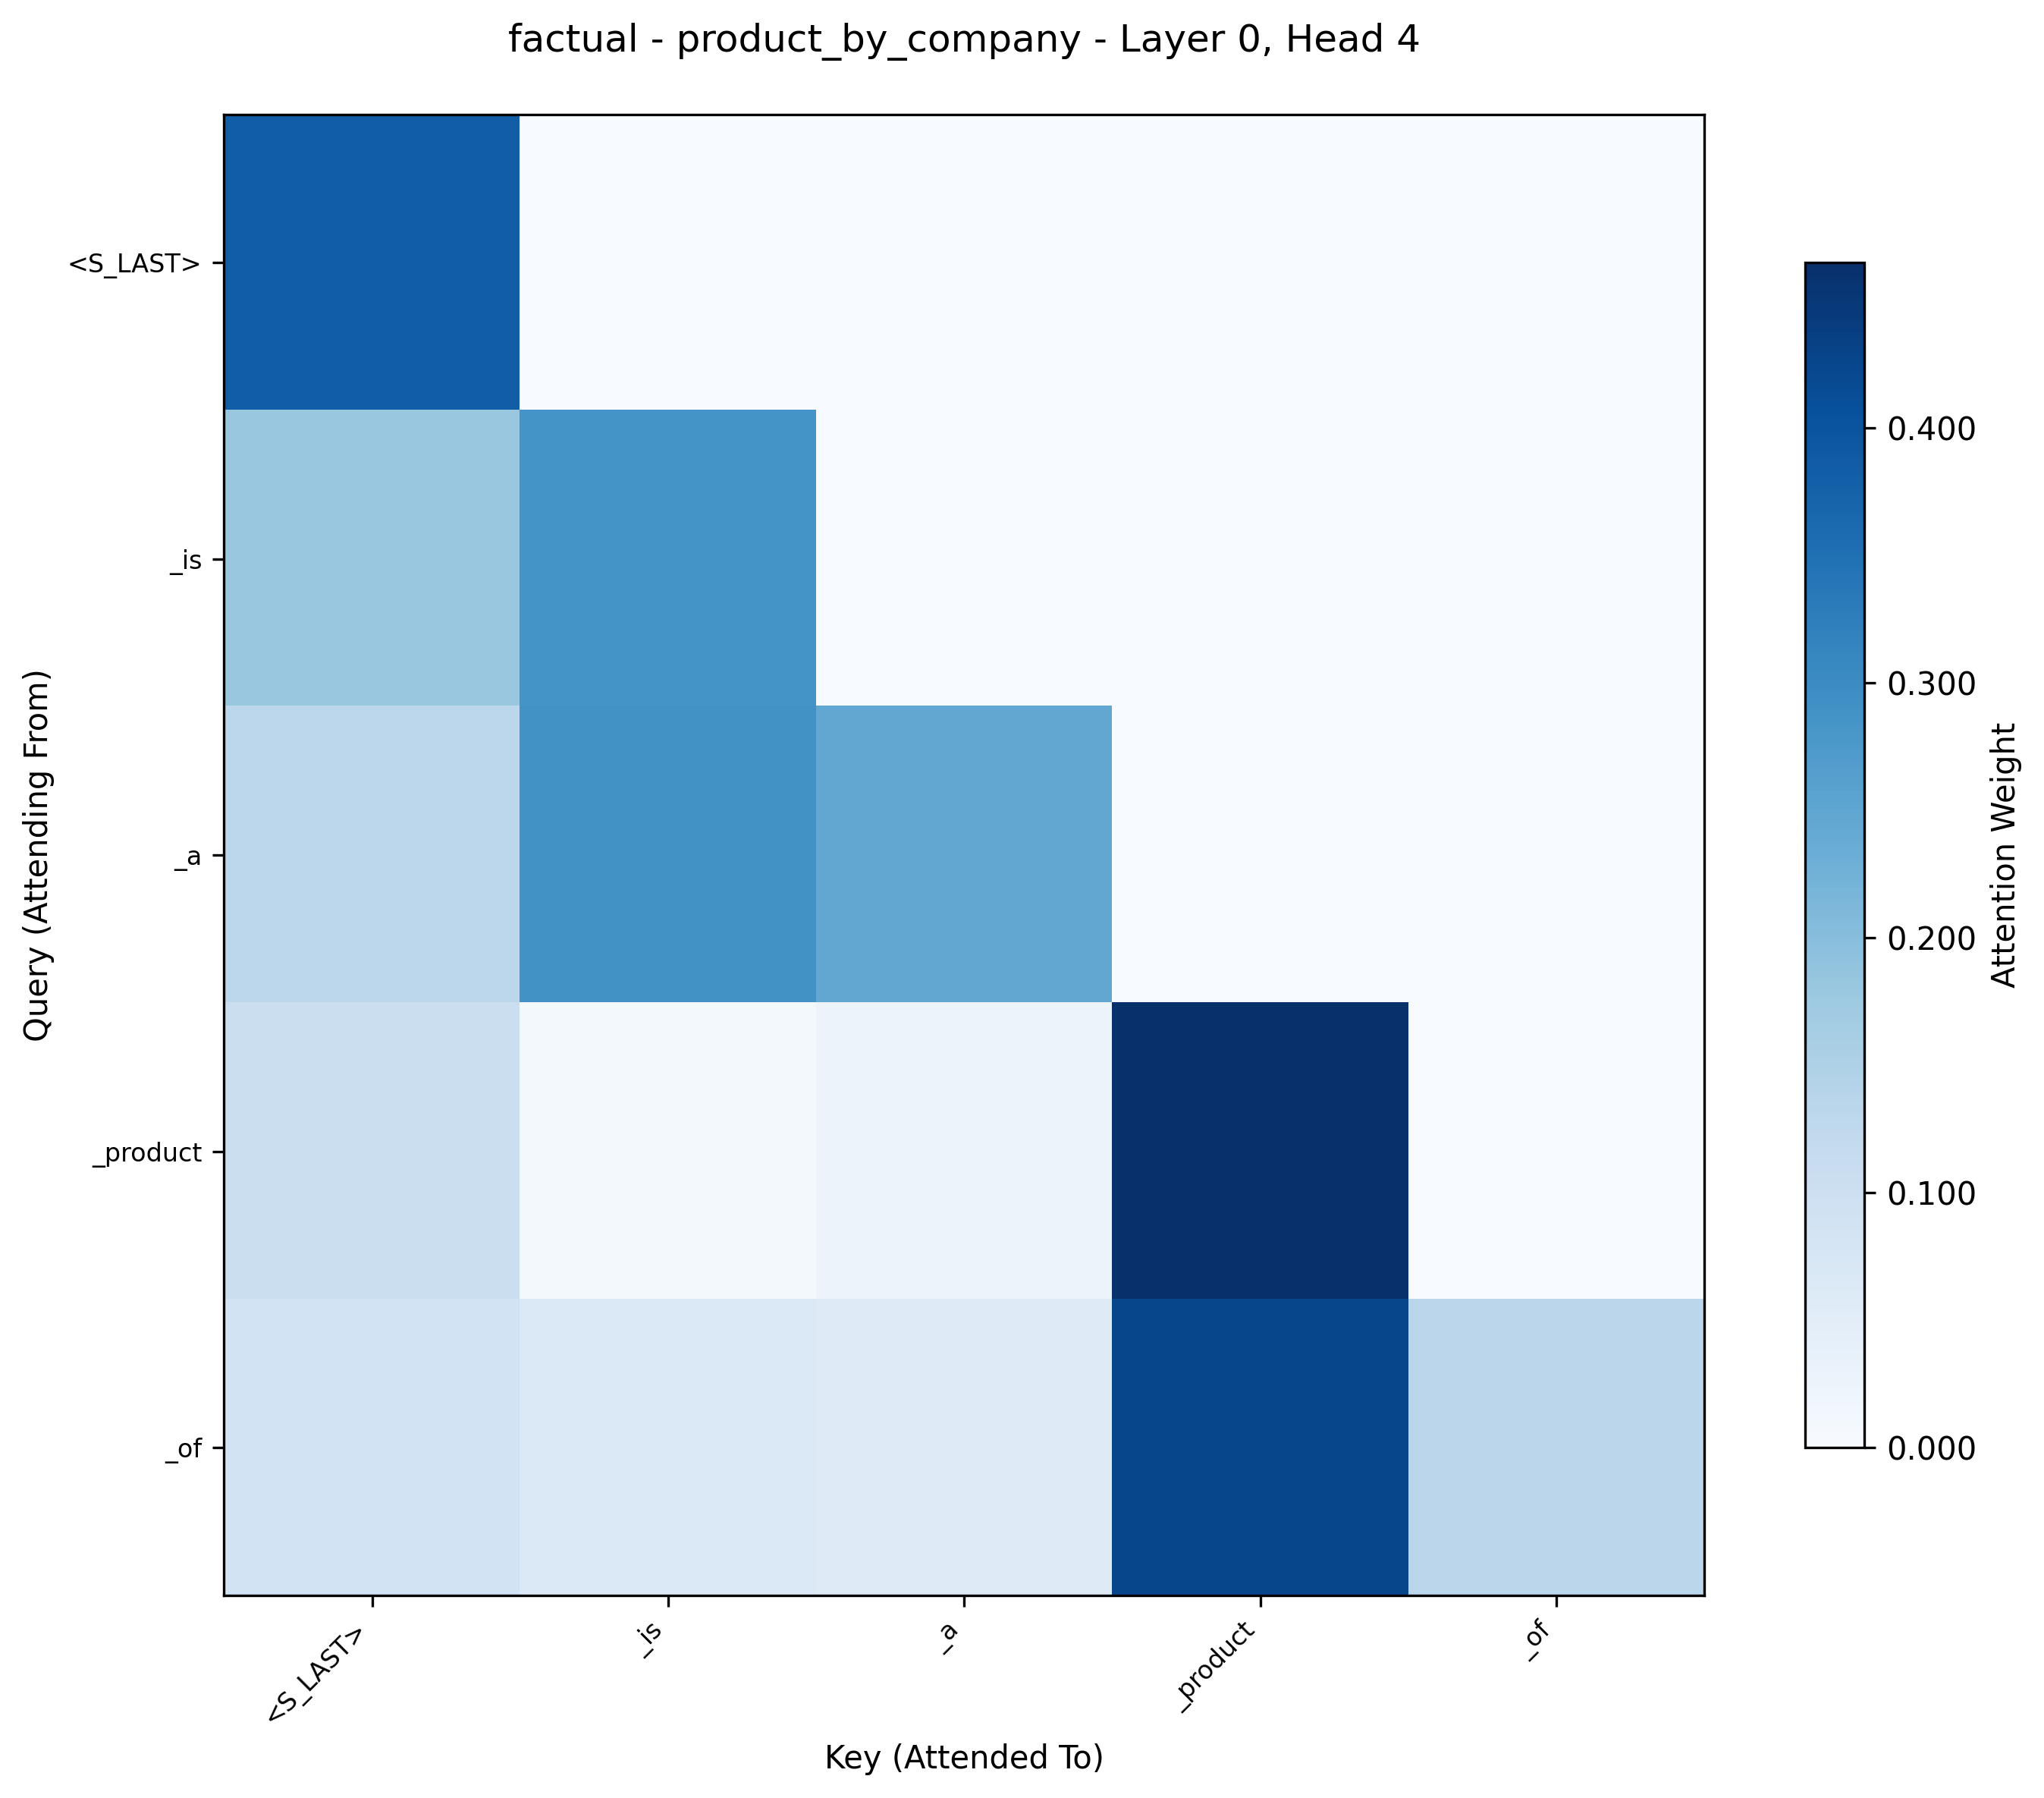 factual - product_by_company - Layer 0, Head 4
Query (Attending From)
<S_LAST>
_is
_a
_product
_of
<S_LAST>
_is
_a
_product
_of
Key (Attended To)
0.400
0.300
0.200
0.100
0.000
Attention Weight